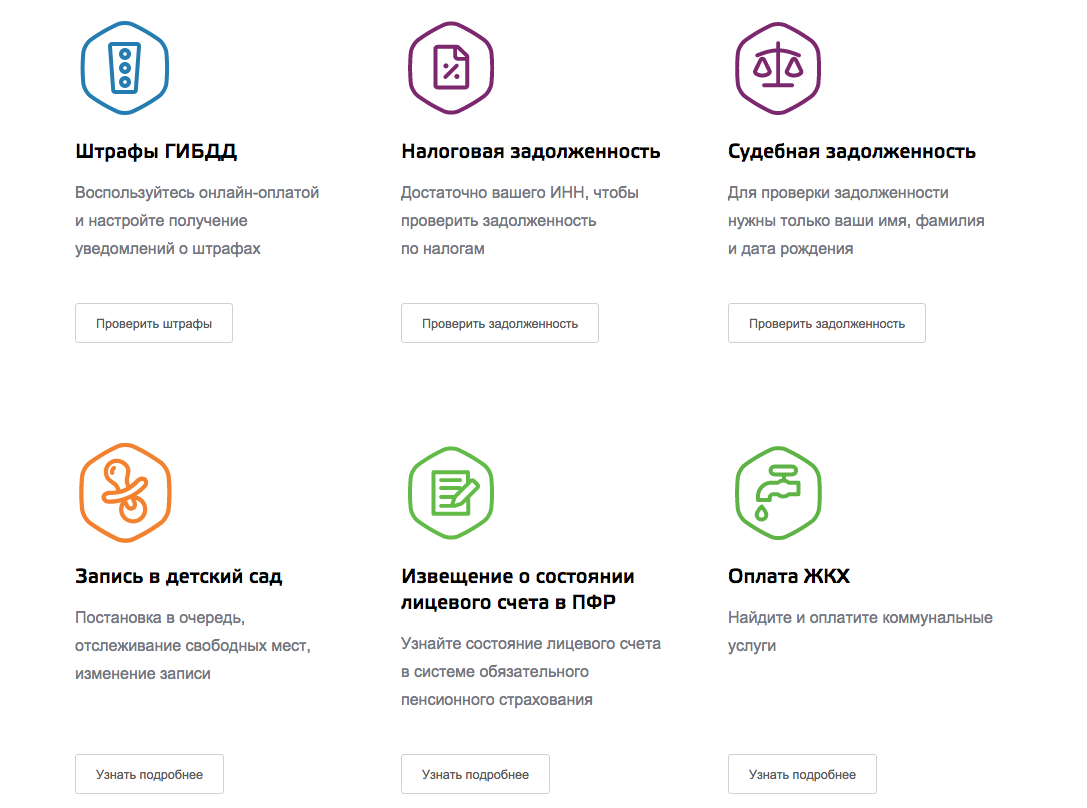 Штрафы ГИБДД
Воспользуйтесь онлайн-оплатой
и настройте получение
уведомлений о штрафах
Проверить штрафы
Налоговая задолженность
Достаточно вашего ИНН, чтобы
проверить задолженность
по налогам
Проверить задолженность
Судебная задолженность
Для проверки задолженности
нужны только ваши имя, фамилия
и дата рождения
Проверить задолженность
Запись в детский сад
Постановка в очередь,
отслеживание свободных мест,
изменение записи
Узнать подробнее
Извещение о состоянии
лицевого счета в ПФР
Узнайте состояние лицевого счета
в системе обязательного
пенсионного страхования
Узнать подробнее
Оплата ЖКХ
Найдите и оплатите коммунальные
услуги
Узнать подробнее